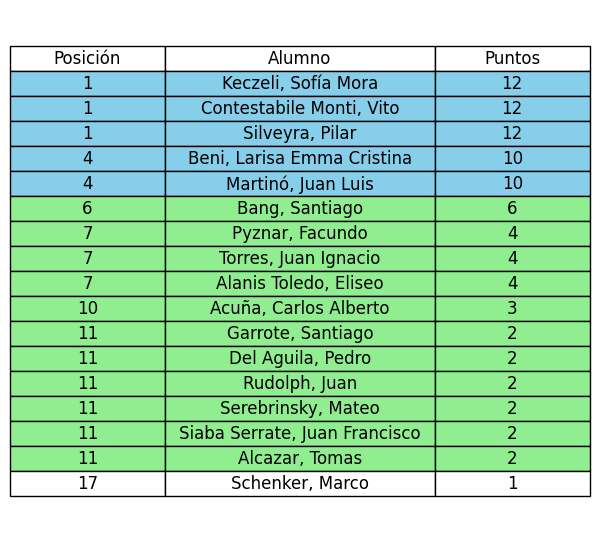 Posición Alumno Puntos
1 Keczeli, Sofía Mora 12
1 Contestabile Monti, Vito 12
1 Silveyra, Pilar 12
4 Beni, Larisa Emma Cristina 10
4 Martinó, Juan Luis 10
6 Bang, Santiago 6
7 Pyznar, Facundo 4
7 Torres, Juan Ignacio 4
7 Alanis Toledo, Eliseo 4
10 Acuña, Carlos Alberto 3
11 Garrote, Santiago 2
11 Del Aguila, Pedro 2
11 Rudolph, Juan 2
11 Serebrinsky, Mateo 2
11 Siaba Serrate, Juan Francisco 2
11 Alcazar, Tomas 2
17 Schenker, Marco 1